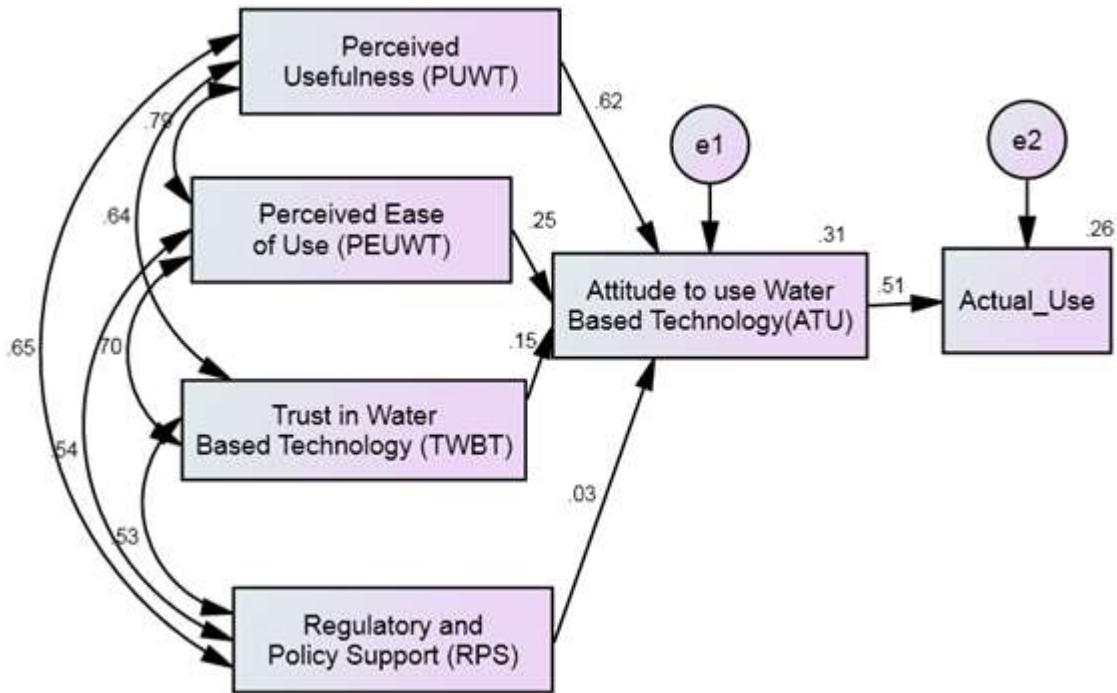 Perceived
Usefulness (PUWT)
.79
.62
e1
e2
.64
Perceived Ease
of Use (PEUWT)
.25
.31
.26
Attitude to use Water
Based Technology(ATU)
.51
Actual_Use
.65
.70
.15
Trust in Water
Based Technology (TWBT)
.54
.03
.53
Regulatory and
Policy Support (RPS)